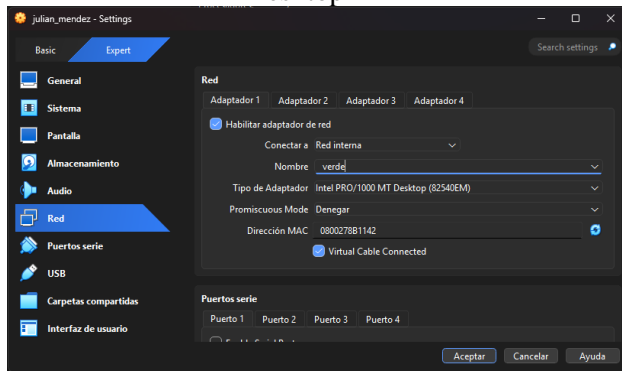 julian_mendez - Settings
Basic Expert Search settings
General
Sistema
Pantalla
Almacenamiento
Audio
Red
Puertos serie
USB
Carpetas compartidas
Interfaz de usuario
Red
Adaptador 1 Adaptador 2 Adaptador 3 Adaptador 4
Habilitar adaptador de red
Conectar a Red interna
Nombre verde
Tipo de Adaptador Intel PRO/1000 MT Desktop (82540EM)
Promiscuous Mode Denegar
Dirección MAC 0800278B1142
Virtual Cable Connected
Puertos serie
Puerto 1 Puerto 2 Puerto 3 Puerto 4
Aceptar Cancelar Ayuda